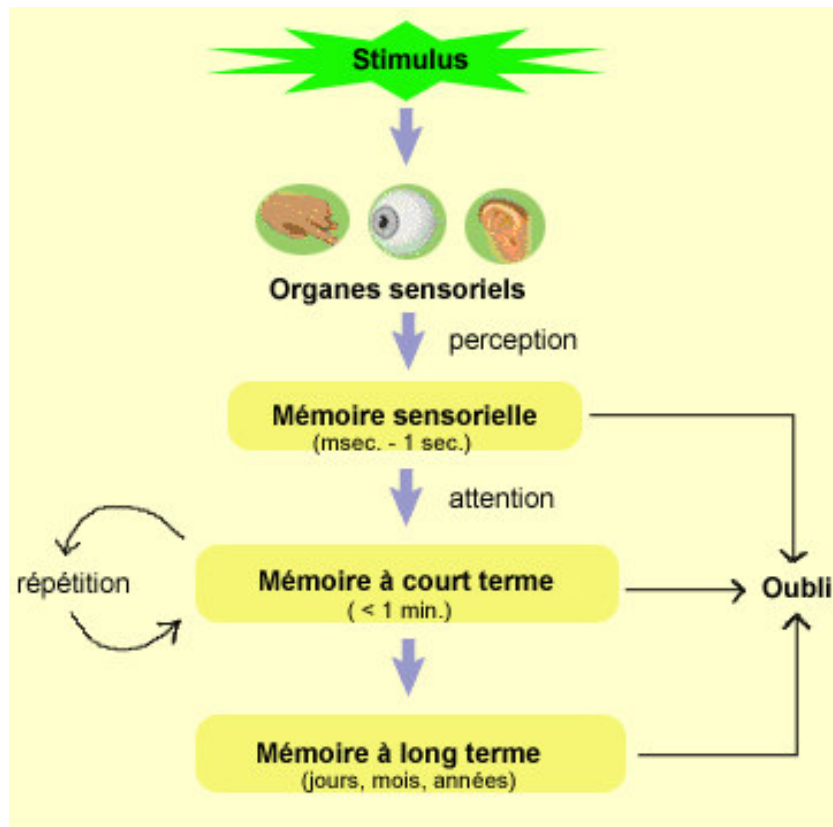 Stimulus
Organes sensoriels
perception
Mémoire sensorielle
(msec. - 1 sec.)
attention
répétition
Mémoire à court terme
( < 1 min.)
Oubli
Mémoire à long terme
(jours, mois, années)